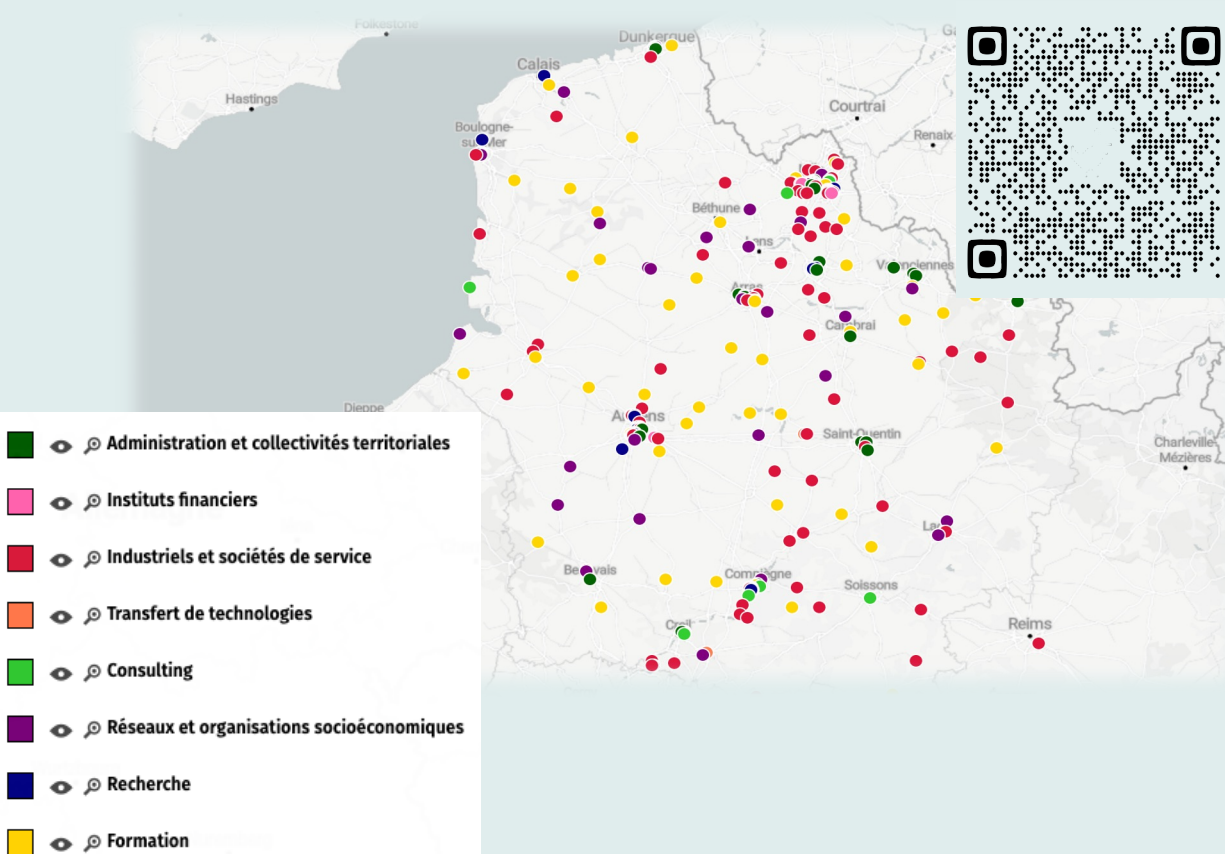 Folkestone
Dunkerque
Calais
Hastings
Courtrai
Boulogne-
sur-Mer
Renaix
Béthune
Lens
Valenciennes
Arras
Cambrai
Dieppe
Amiens
Saint-Quentin
Charleville-
Mézières
Laon
Beauvais
Compiègne
Soissons
Creil
Reims
Administration et collectivités territoriales
Instituts financiers
Industriels et sociétés de service
Transfert de technologies
Consulting
Réseaux et organisations socioéconomiques
Recherche
Formation